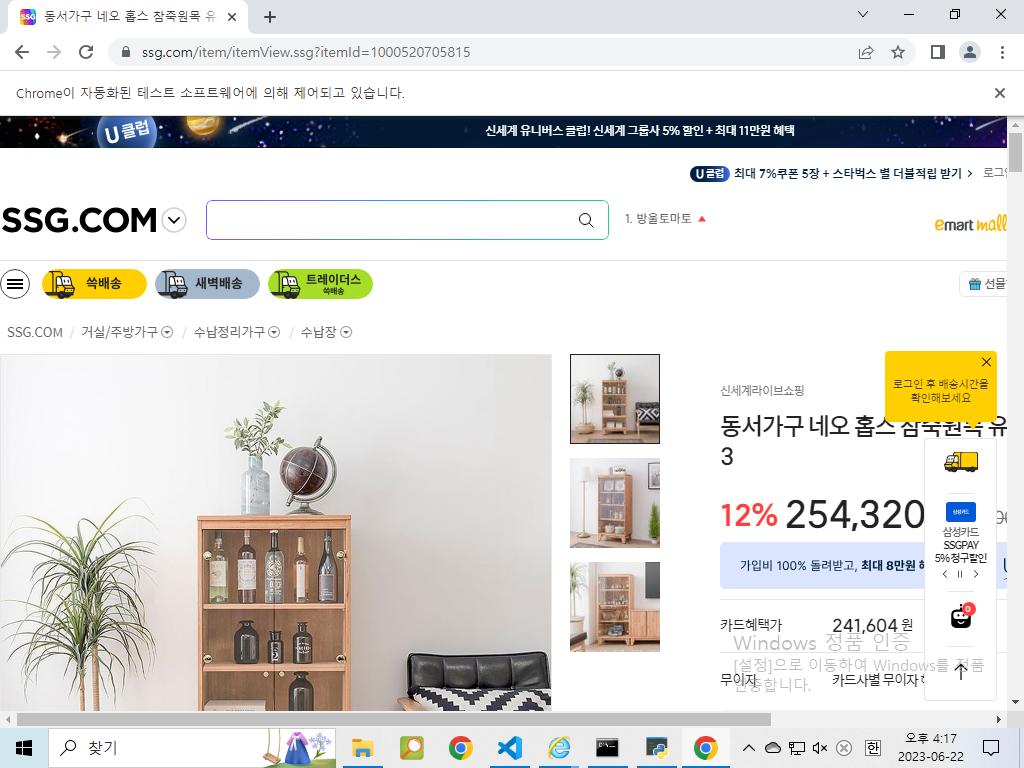 동서가구 네오 홉스 참죽원목 유
ssg.com/item/itemView.ssg?itemId=1000520705815
Chrome이 자동화된 테스트 소프트웨어에 의해 제어되고 있습니다.
U클럽 신세계 유니버스 클럽! 신세계 그룹사 5% 할인 + 최대 11만원 혜택
U클럽 최대 7%쿠폰 5장 + 스타벅스 별 더블적립 받기 > 로그인
SSG.COM
1. 방울토마토
emart mall
쓱배송 새벽배송 트레이더스 쓱배송
선물
SSG.COM / 거실/주방가구 / 수납정리가구 / 수납장
로그인 후 배송시간을
확인해보세요
신세계라이브쇼핑
동서가구 네오 홉스 참죽원목 유
3
12% 254,320
삼성카드
삼성카드
SSGPAY
5% 청구할인
가입비 100% 돌려받고, 최대 8만원
카드혜택가 241,604 원
0
Windows 정품 인증
[설정]으로 이동하여 Windows를 정품
인증합니다.
무이자 카드사별 무이자
찾기
오후 4:17
한
2023-06-22